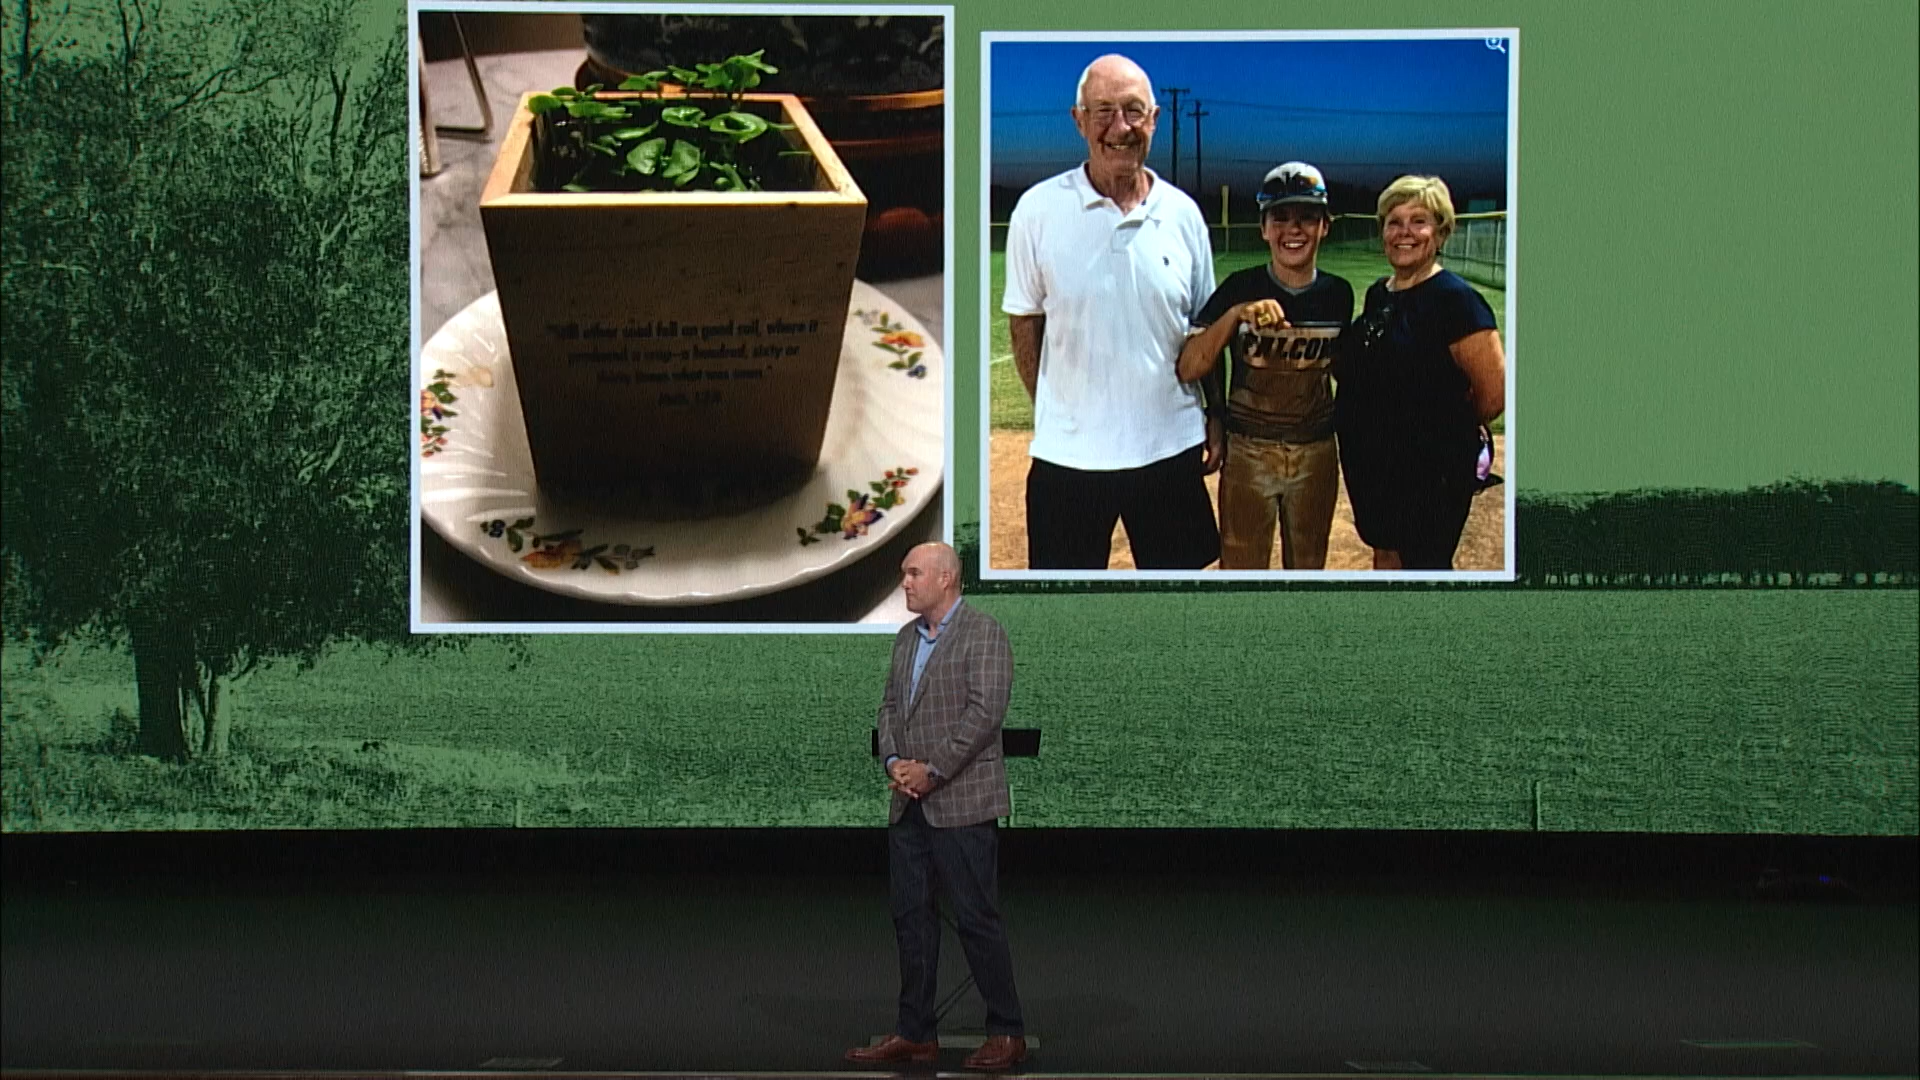 "Still other seed fell on good soil, where it
produced a crop--a hundred, sixty or
thirty times what was sown."
FALCON